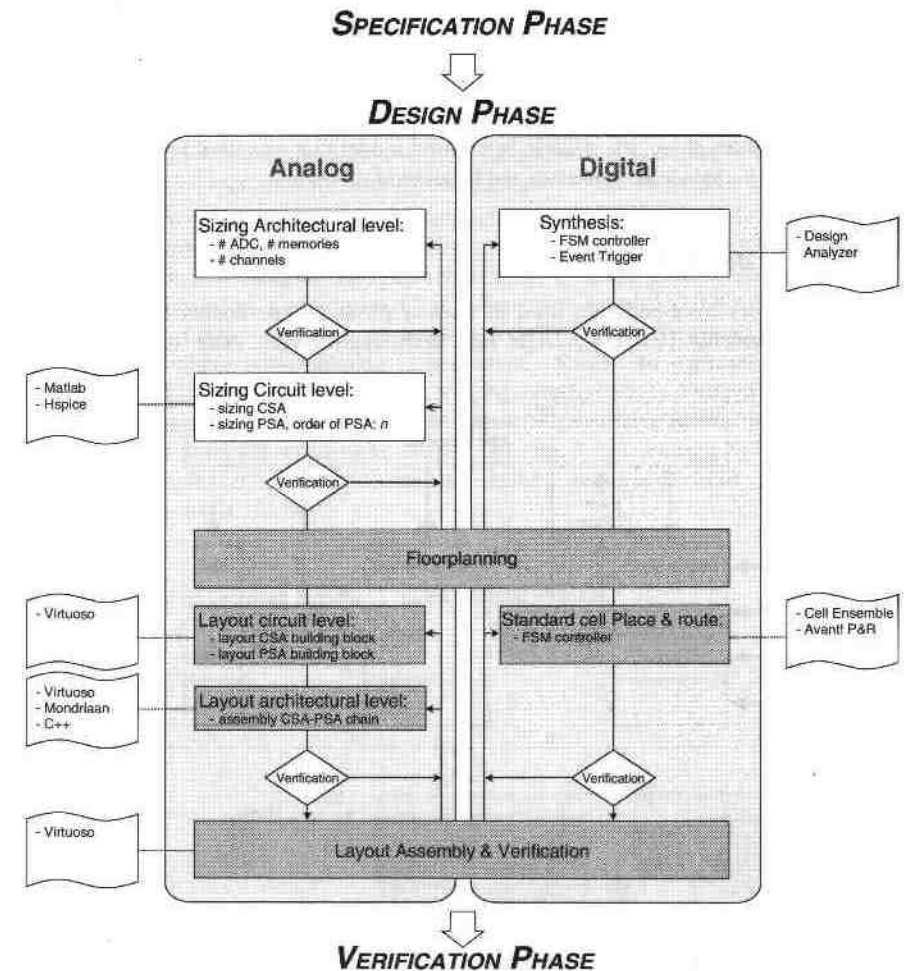 SPECIFICATION PHASE
DESIGN PHASE
Analog
Digital
Sizing Architectural level:
- # ADC, # memories
- # channels
Synthesis:
- FSM controller
- Event Trigger
- Design
Analyzer
Verification
Verification
- Matlab
- Hspice
Sizing Circuit level:
- sizing CSA
- sizing PSA, order of PSA: n
Verification
Floorplanning
- Virtuoso
Layout circuit level:
- layout CSA building block
- layout PSA building block
Standard cell Place & route:
- FSM controller
- Cell Ensemble
- Avant! P&R
- Virtuoso
- Mondriaan
- C++
Layout architectural level:
- assembly CSA-PSA chain
Verification
Verification
- Virtuoso
Layout Assembly & Verification
VERIFICATION PHASE